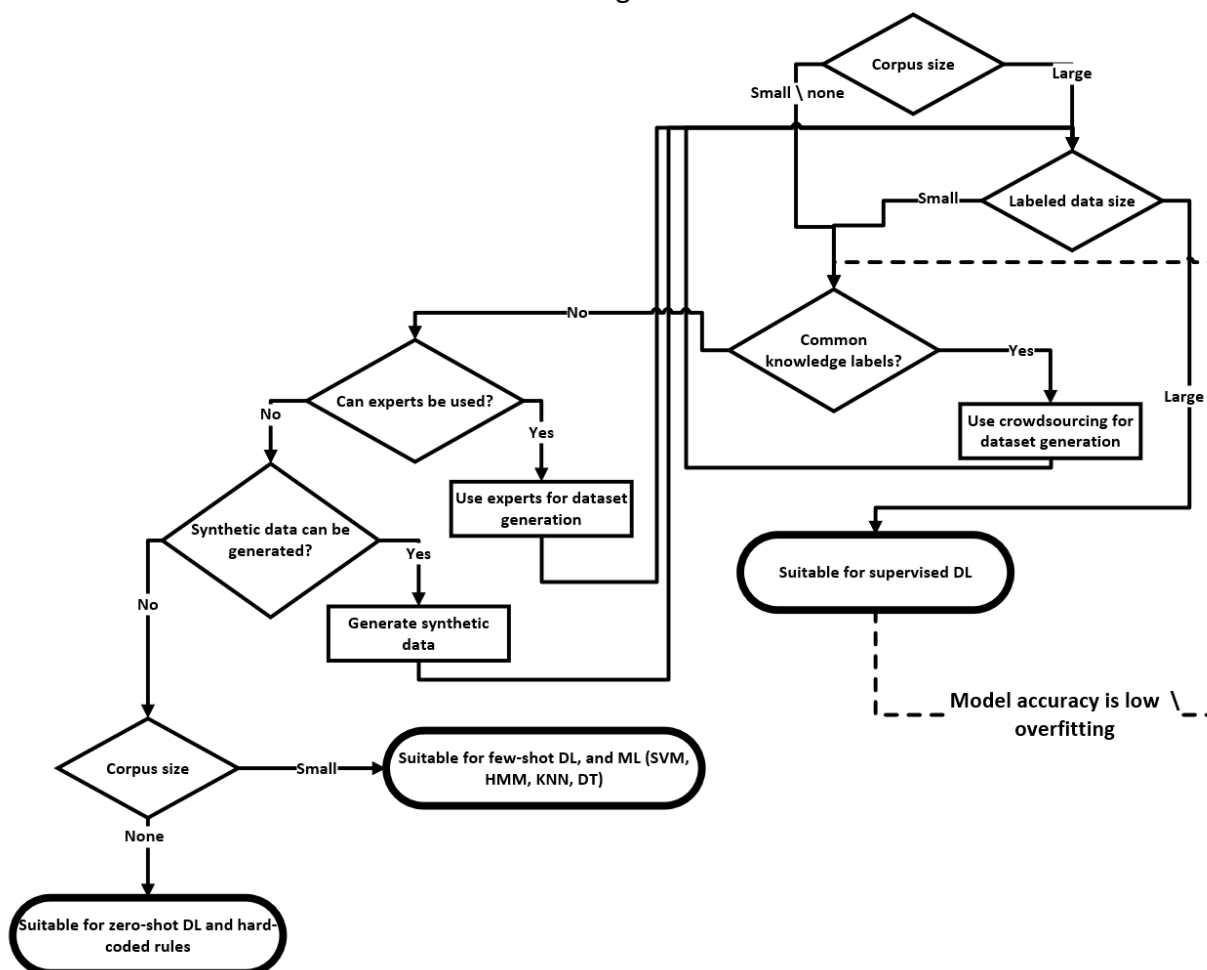 Corpus size
Large
Small \ none
Labeled data size
Small
No
Common
knowledge labels?
Yes
Can experts be used?
No
Large
Use crowdsourcing for
dataset generation
Yes
Use experts for dataset
generation
Synthetic data can be
generated?
Yes
Suitable for supervised DL
No
Generate synthetic
data
Model accuracy is low \
overfitting
Corpus size
Small
Suitable for few-shot DL, and ML (SVM,
HMM, KNN, DT)
None
Suitable for zero-shot DL and hard-
coded rules